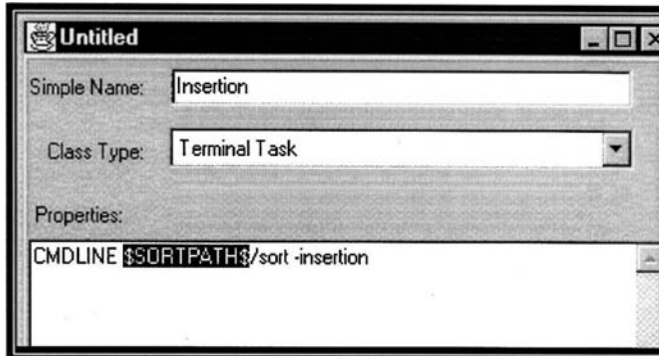 Untitled
Simple Name: Insertion
Class Type: Terminal Task
Properties:
CMDLINE $SORTPATH$/sort -insertion